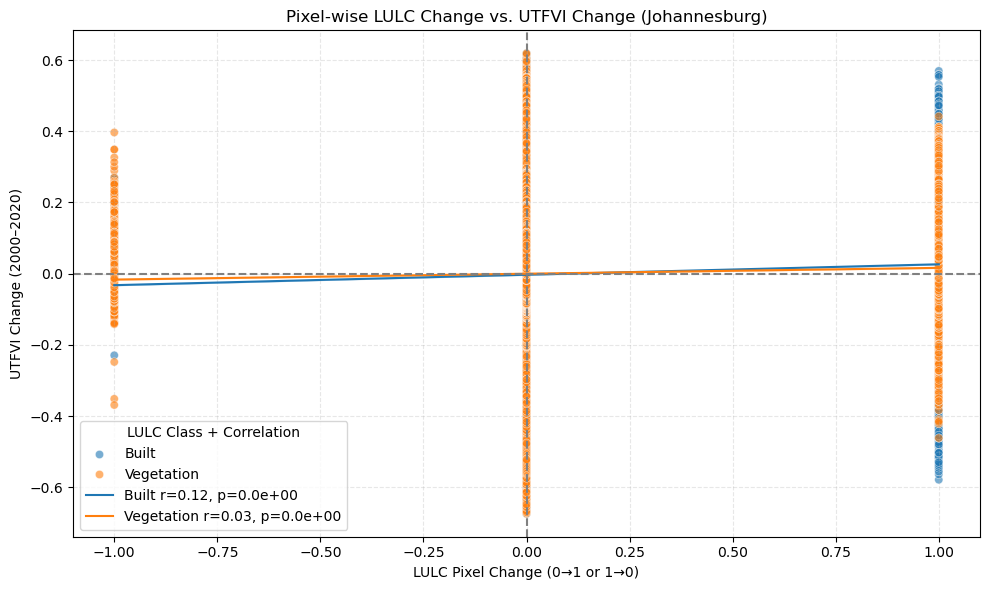 Pixel-wise LULC Change vs. UTFVI Change (Johannesburg)
UTFVI Change (2000–2020)
0.6
0.4
0.2
0.0
−0.2
−0.4
−0.6
LULC Class + Correlation
Built
Vegetation
Built r=0.12, p=0.0e+00
Vegetation r=0.03, p=0.0e+00
−1.00
−0.75
−0.50
−0.25
0.00
0.25
0.50
0.75
1.00
LULC Pixel Change (0→1 or 1→0)